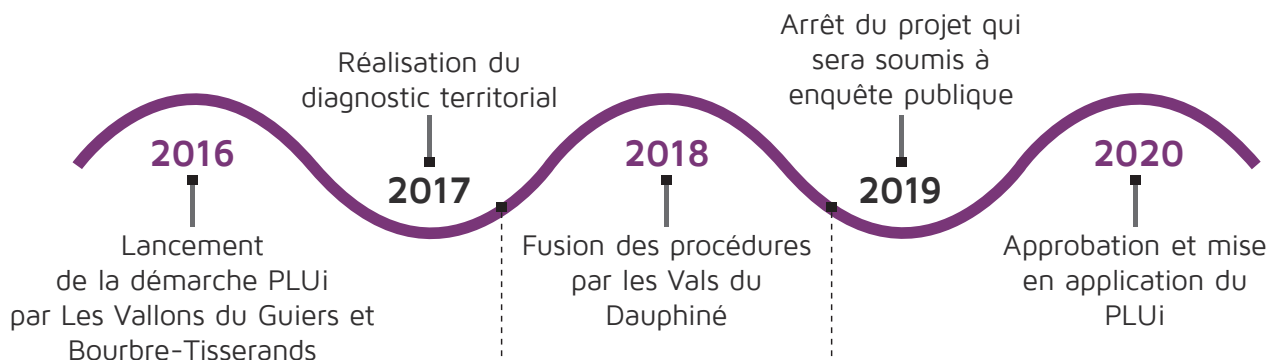 2016
Lancement
de la démarche PLUi
par Les Vallons du Guiers et
Bourbre-Tisserands
Réalisation du
diagnostic territorial
2017
2018
Fusion des procédures
par les Vals du
Dauphiné
Arrêt du projet qui
sera soumis à
enquête publique
2019
2020
Approbation et mise
en application du
PLUi